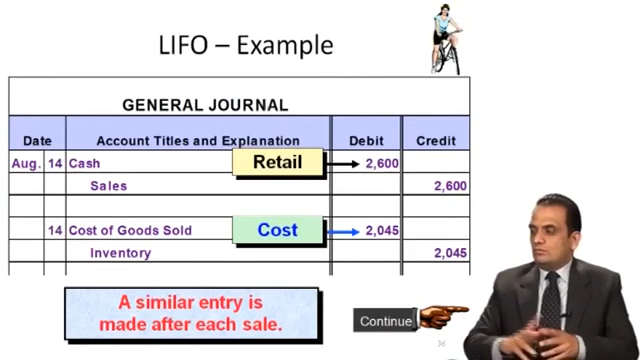 LIFO – Example
GENERAL JOURNAL
Date Account Titles and Explanation Debit Credit
Aug. 14 Cash Retail 2,600
Sales 2,600
14 Cost of Goods Sold Cost 2,045
Inventory 2,045
A similar entry is
made after each sale.
Continue
36